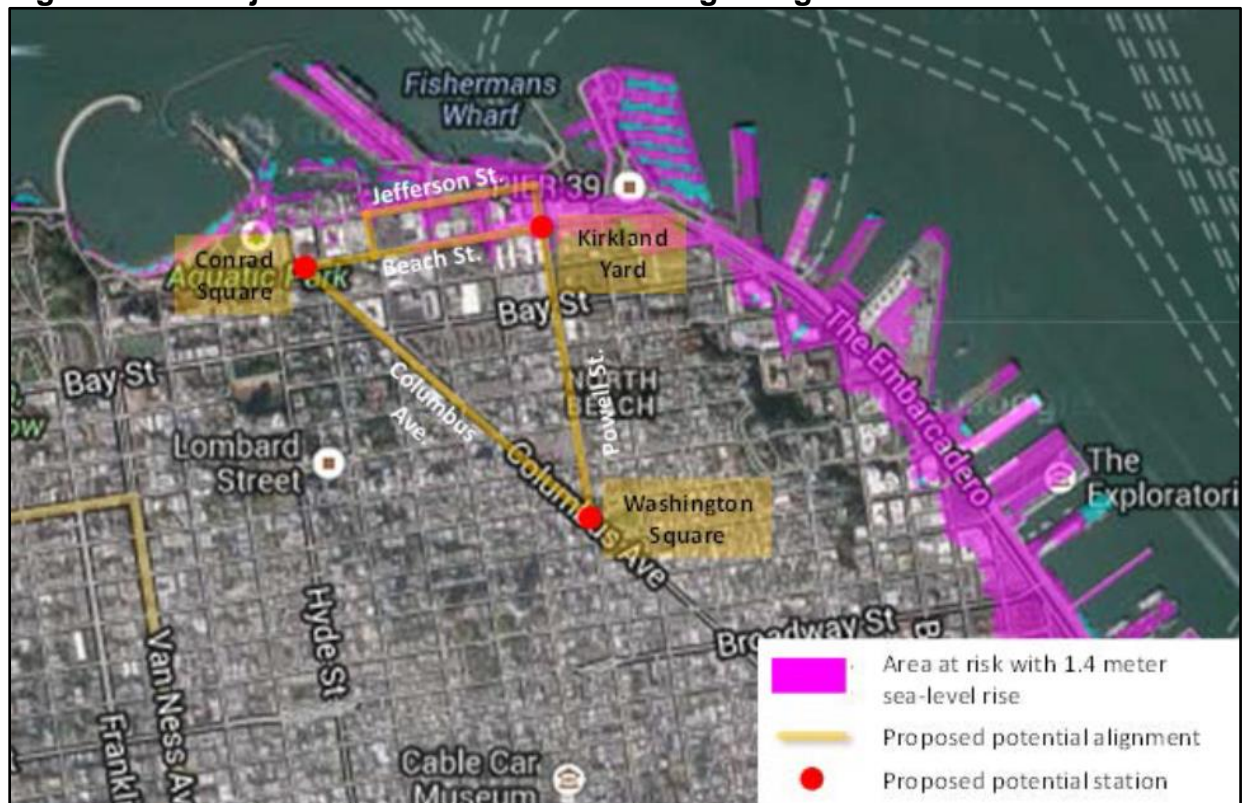 Fishermans
Wharf
Jefferson St.
PIER 39
Conrad
Square
Aquatic Park
Beach St.
Kirkland
Yard
Bay St
Bay St
Columbus
Ave.
NORTH
BEACH
Powell St.
The Embarcadero
Lombard
Street
Columbus Ave
Washington
Square
The
Exploratori
Hyde St
Van Ness Av
Frankl
Broadway St
Cable Car
Museum
Area at risk with 1.4 meter
sea-level rise
Proposed potential alignment
Proposed potential station